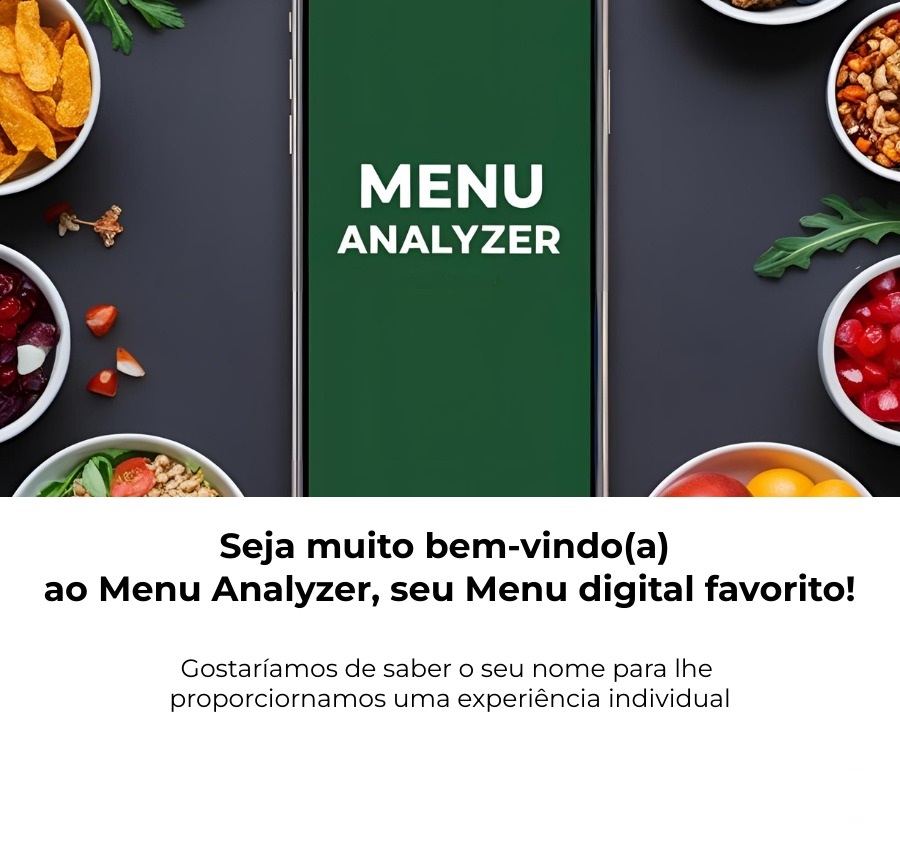 MENU
ANALYZER
Seja muito bem-vindo(a)
ao Menu Analyzer, seu Menu digital favorito!
Gostaríamos de saber o seu nome para lhe
proporciornamos uma experiência individual